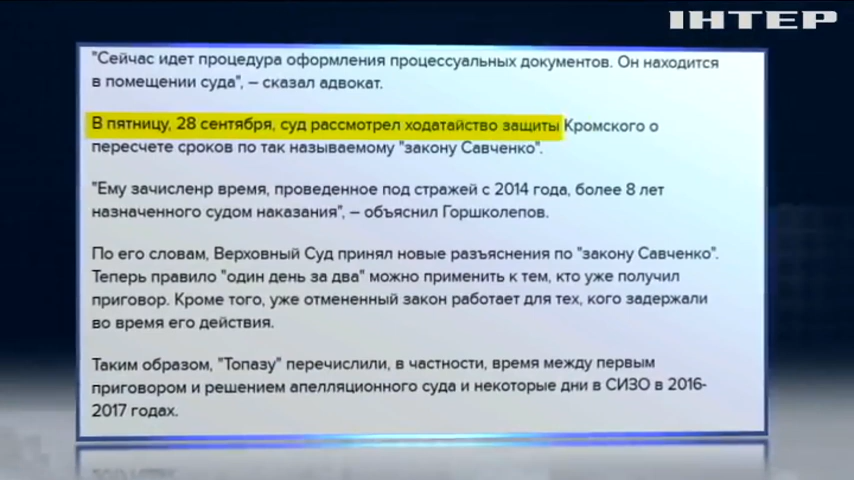 ІНТЕР
"Сейчас идет процедура оформления процессуальных документов. Он находится
в помещении суда", – сказал адвокат.
В пятницу, 28 сентября, суд рассмотрел ходатайство защиты Кромского о
пересчете сроков по так называемому "закону Савченко".
"Ему зачисленр время, проведенное под стражей с 2014 года, более 8 лет
назначенного судом наказания", – объяснил Горшколепов.
По его словам, Верховный Суд принял новые разъяснения по "закону Савченко".
Теперь правило "один день за два" можно применить к тем, кто уже получил
приговор. Кроме того, уже отмененный закон работает для тех, кого задержали
во время его действия.
Таким образом, "Топазу" перечислили, в частности, время между первым
приговором и решением апелляционного суда и некоторые дни в СИЗО в 2016-
2017 годах.